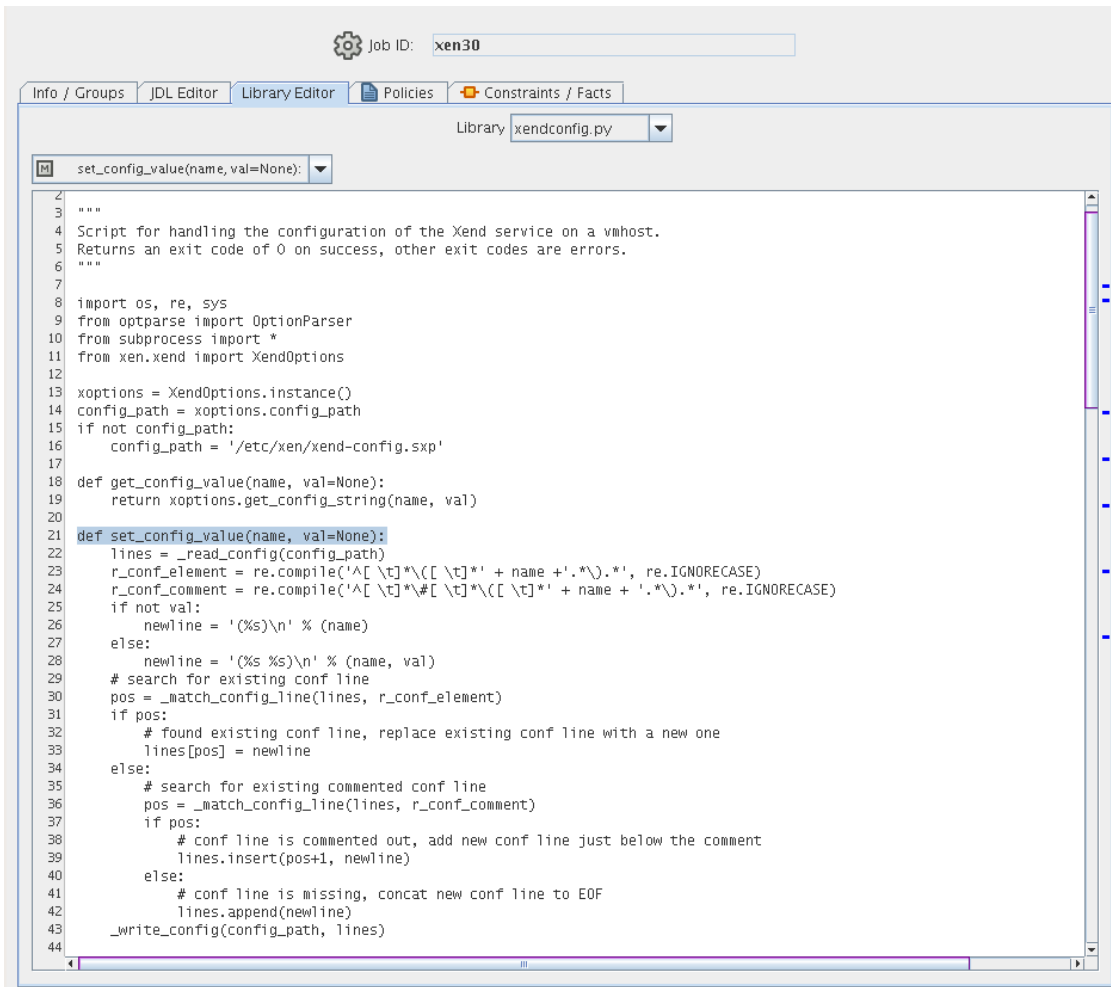 Job ID: xen30
Info / Groups JDL Editor Library Editor Policies Constraints / Facts
Library xendconfig.py
M set_config_value(name, val=None):
2
3 """
4 Script for handling the configuration of the Xend service on a vmhost.
5 Returns an exit code of 0 on success, other exit codes are errors.
6 """
7
8 import os, re, sys
9 from optparse import OptionParser
10 from subprocess import *
11 from xen.xend import XendOptions
12
13 xoptions = XendOptions.instance()
14 config_path = xoptions.config_path
15 if not config_path:
16     config_path = '/etc/xen/xend-config.sxp'
17
18 def get_config_value(name, val=None):
19     return xoptions.get_config_string(name, val)
20
21 def set_config_value(name, val=None):
22     lines = _read_config(config_path)
23     r_conf_element = re.compile('^[ \t]*\([ \t]*' + name +'.*\).*', re.IGNORECASE)
24     r_conf_comment = re.compile('^[ \t]*\#[ \t]*\([ \t]*' + name + '.*\).*', re.IGNORECASE)
25     if not val:
26         newline = '(%s)\n' % (name)
27     else:
28         newline = '(%s %s)\n' % (name, val)
29     # search for existing conf line
30     pos = _match_config_line(lines, r_conf_element)
31     if pos:
32         # found existing conf line, replace existing conf line with a new one
33         lines[pos] = newline
34     else:
35         # search for existing commented conf line
36         pos = _match_config_line(lines, r_conf_comment)
37         if pos:
38             # conf line is commented out, add new conf line just below the comment
39             lines.insert(pos+1, newline)
40         else:
41             # conf line is missing, concat new conf line to EOF
42             lines.append(newline)
43     _write_config(config_path, lines)
44